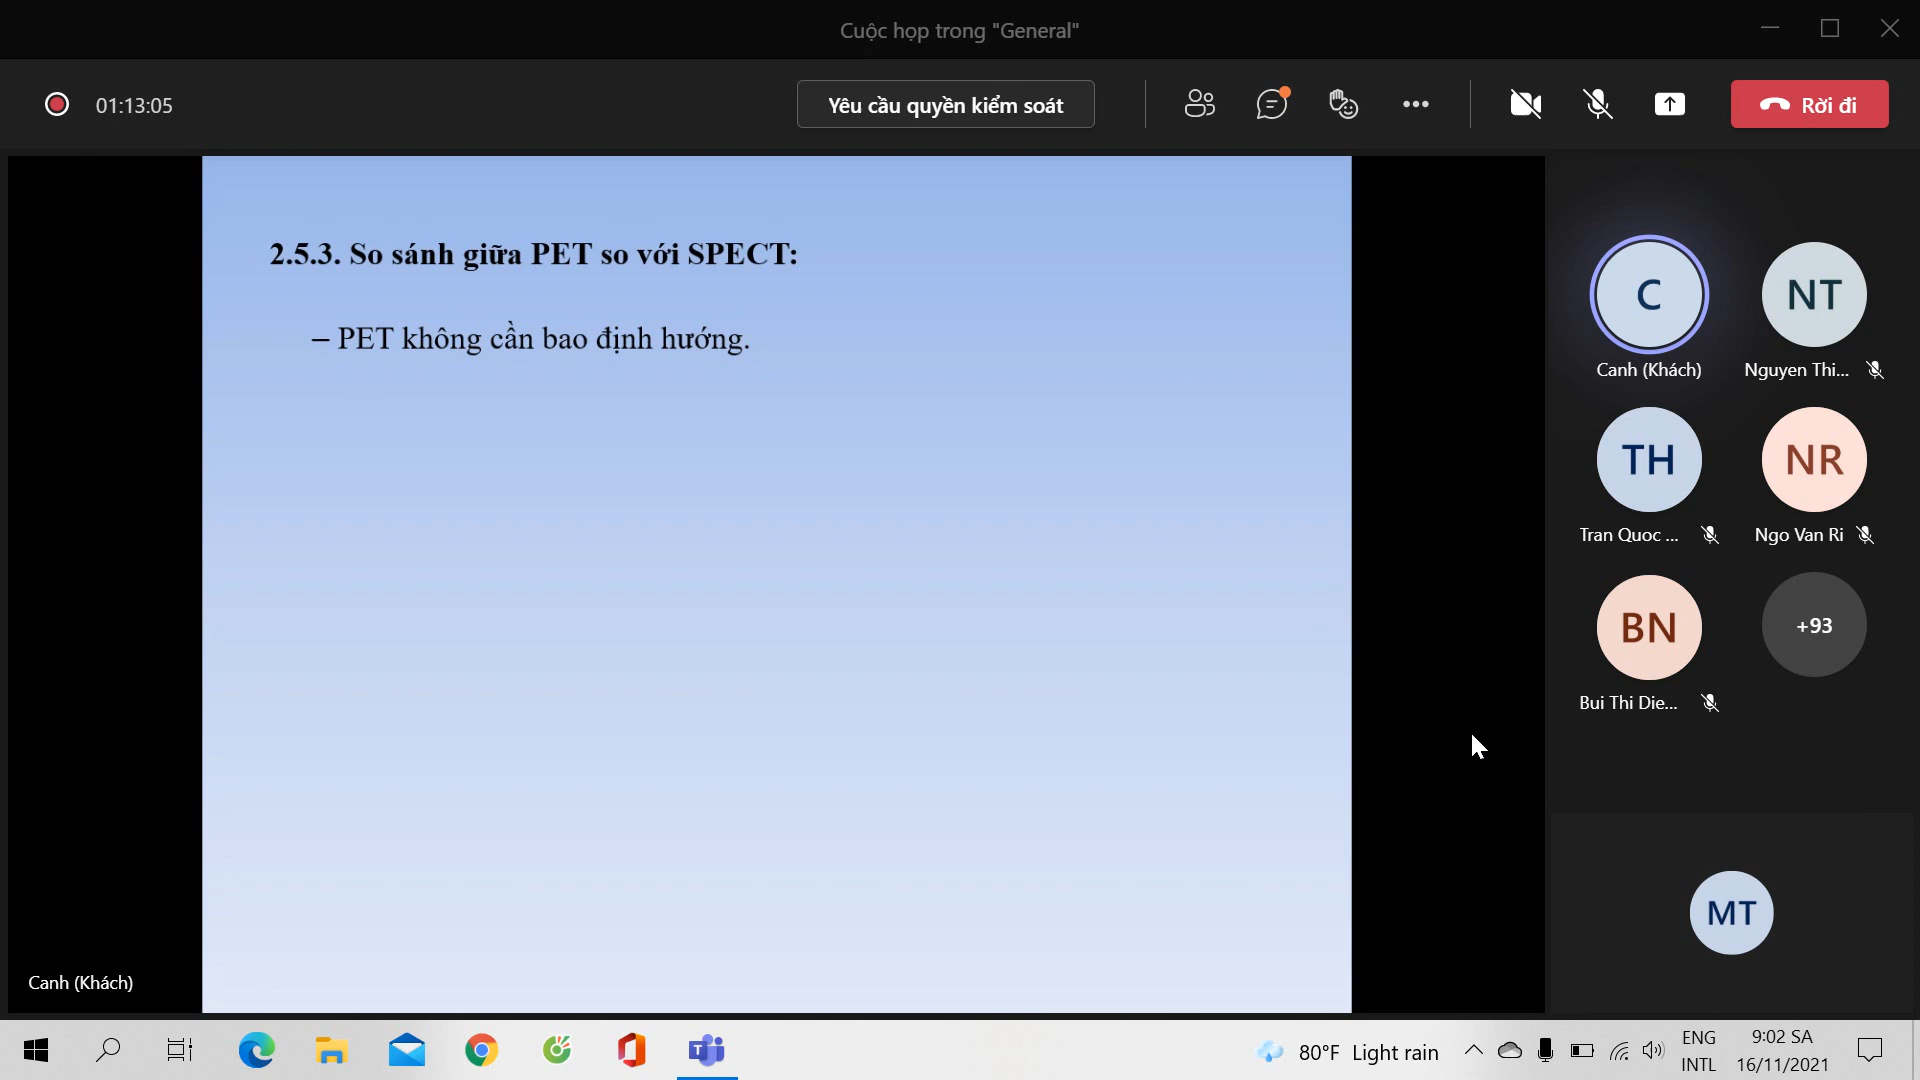 Cuộc họp trong "General"
01:13:05
Yêu cầu quyền kiểm soát
Rời đi
2.5.3. So sánh giữa PET so với SPECT:
– PET không cần bao định hướng.
C
NT
Canh (Khách)
Nguyen Thi...
TH
NR
Tran Quoc ...
Ngo Van Ri
BN
+93
Bui Thi Die...
MT
Canh (Khách)
80°F Light rain
ENG
INTL
9:02 SA
16/11/2021